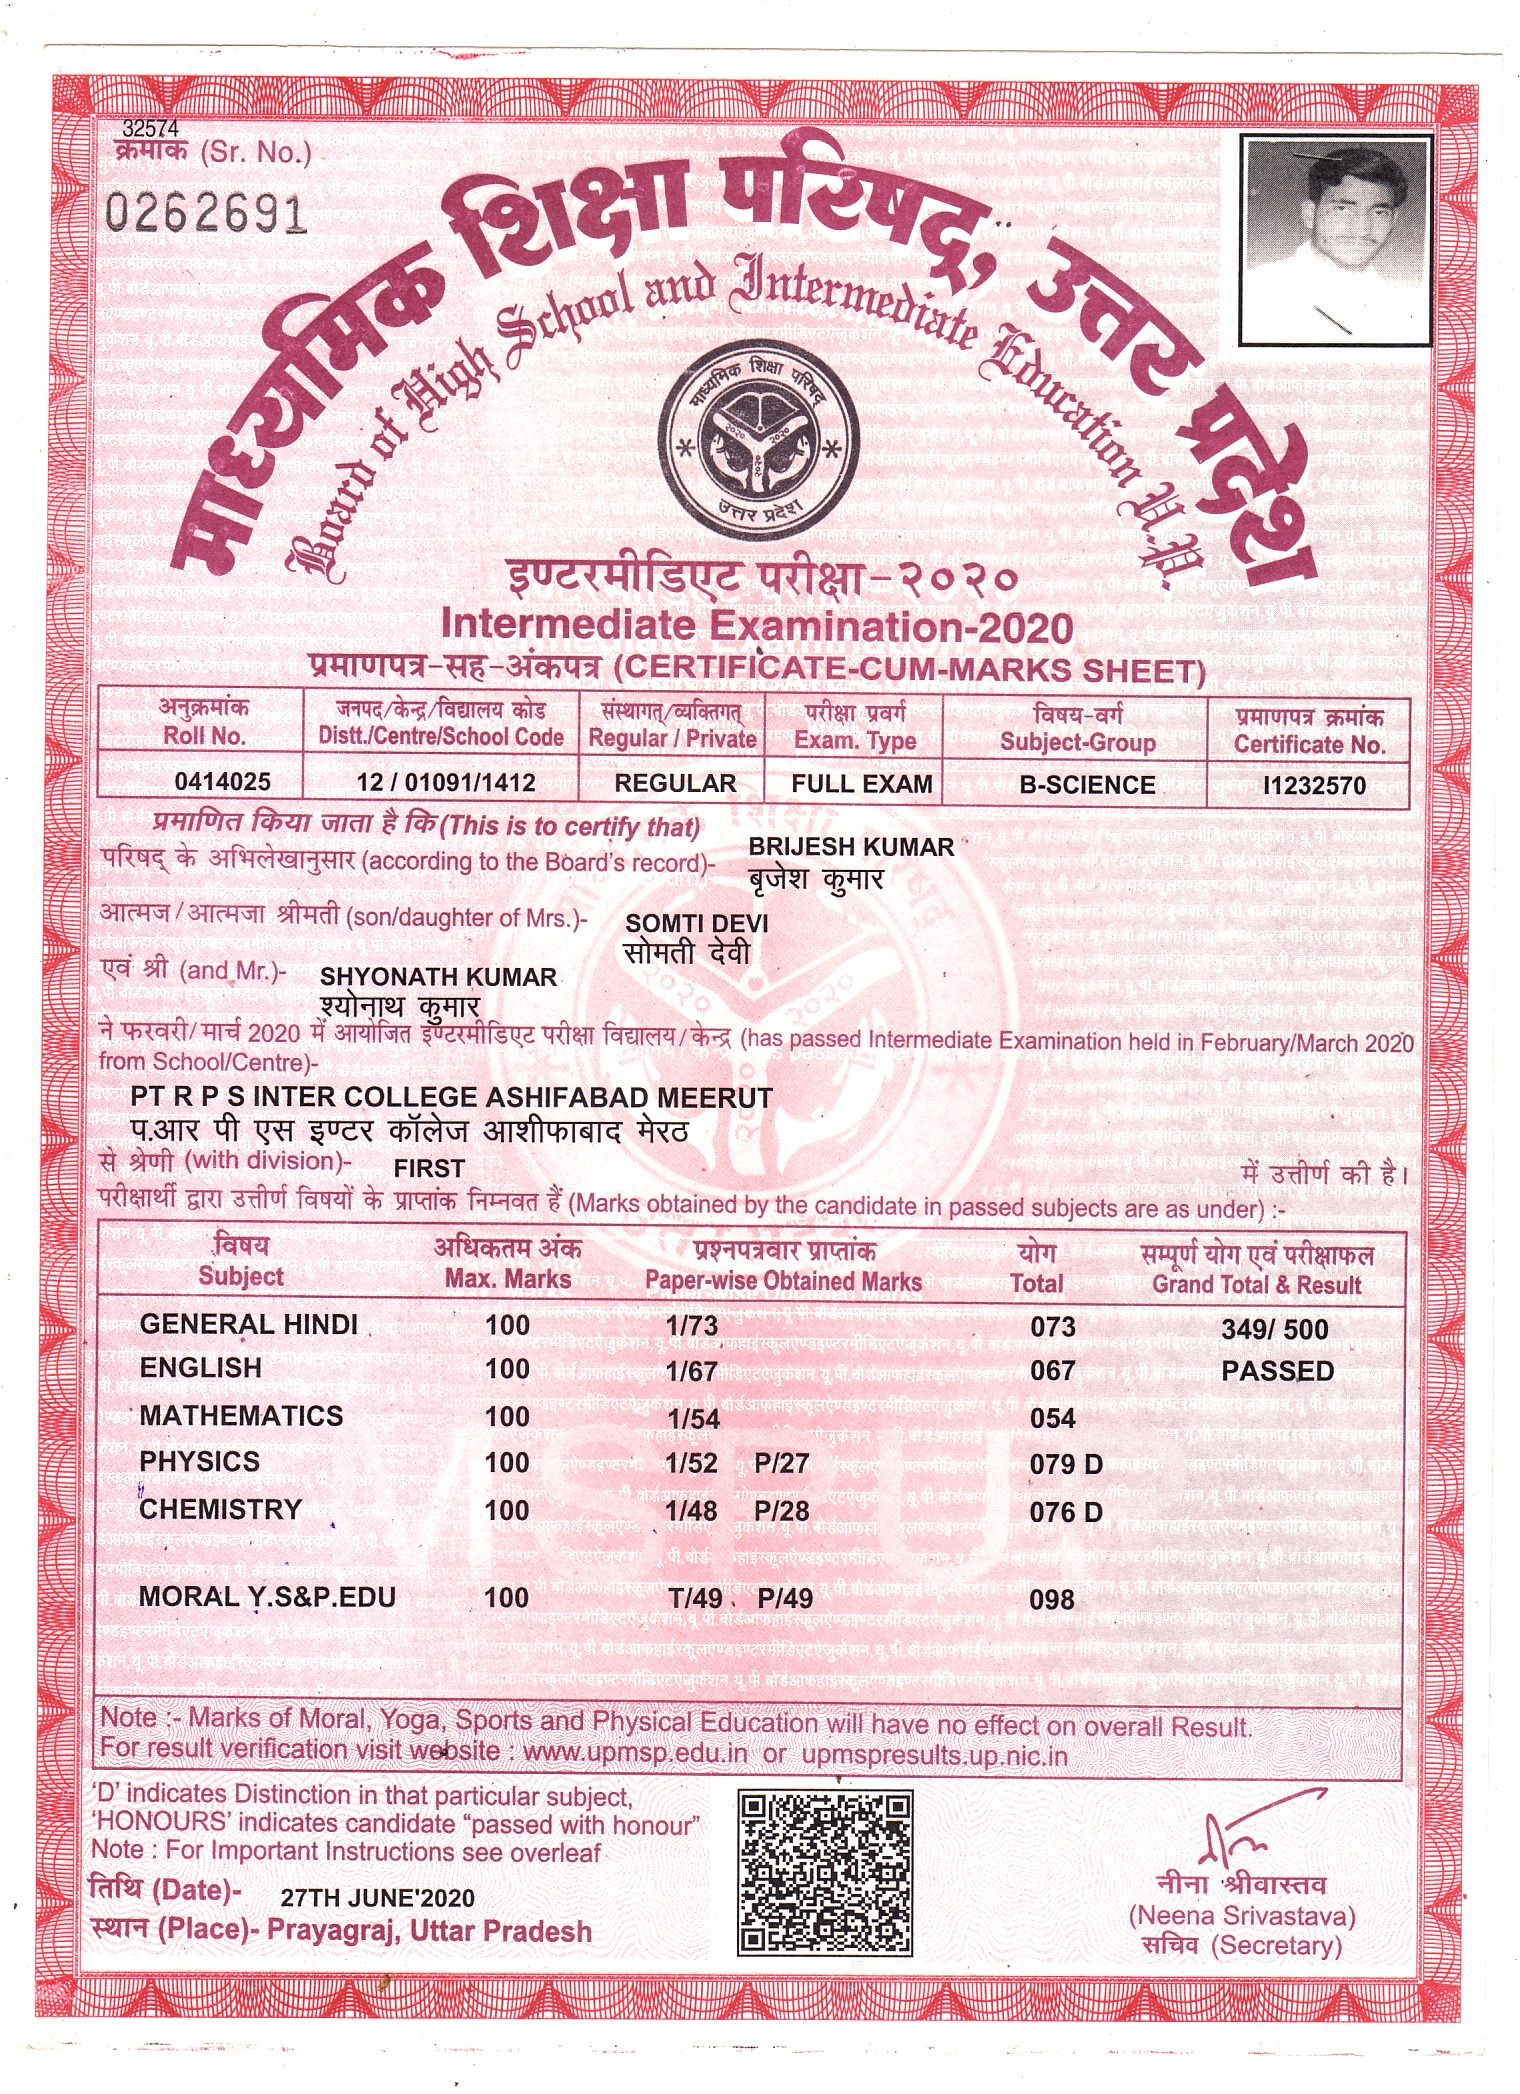 32574
क्रमांक (Sr. No.)
0262691
माध्यमिक शिक्षा परिषद्, उत्तर प्रदेश
Board of High School and Intermediate Education U.P.
माध्यमिक शिक्षा परिषद्
२०२० २०२०
२०२०
उत्तर प्रदेश
इण्टरमीडिएट परीक्षा-२०२०
Intermediate Examination-2020
प्रमाणपत्र-सह-अंकपत्र (CERTIFICATE-CUM-MARKS SHEET)
अनुक्रमांक जनपद/केन्द्र/विद्यालय कोड संस्थागत्/व्यक्तिगत् परीक्षा प्रवर्ग विषय-वर्ग प्रमाणपत्र क्रमांक
Roll No. Distt./Centre/School Code Regular / Private Exam. Type Subject-Group Certificate No.
0414025 12 / 01091/1412 REGULAR FULL EXAM B-SCIENCE I1232570
प्रमाणित किया जाता है कि (This is to certify that)
परिषद् के अभिलेखानुसार (according to the Board's record)- BRIJESH KUMAR
बृजेश कुमार
आत्मज/आत्मजा श्रीमती (son/daughter of Mrs.)- SOMTI DEVI
सोमती देवी
एवं श्री (and Mr.)- SHYONATH KUMAR
श्योनाथ कुमार
ने फरवरी/मार्च 2020 में आयोजित इण्टरमीडिएट परीक्षा विद्यालय/केन्द्र (has passed Intermediate Examination held in February/March 2020
from School/Centre)-
PT R P S INTER COLLEGE ASHIFABAD MEERUT
प.आर पी एस इण्टर कॉलेज आशीफाबाद मेरठ
से श्रेणी (with division)- FIRST में उत्तीर्ण की है।
परीक्षार्थी द्वारा उत्तीर्ण विषयों के प्राप्तांक निम्नवत हैं (Marks obtained by the candidate in passed subjects are as under) :-
विषय अधिकतम अंक प्रश्नपत्रवार प्राप्तांक योग सम्पूर्ण योग एवं परीक्षाफल
Subject Max. Marks Paper-wise Obtained Marks Total Grand Total & Result
GENERAL HINDI 100 1/73 073 349/ 500
ENGLISH 100 1/67 067 PASSED
MATHEMATICS 100 1/54 054
PHYSICS 100 1/52 P/27 079 D
CHEMISTRY 100 1/48 P/28 076 D
MORAL Y.S&P.EDU 100 T/49 P/49 098
Note :- Marks of Moral, Yoga, Sports and Physical Education will have no effect on overall Result.
For result verification visit website : www.upmsp.edu.in or upmspresults.up.nic.in
'D' indicates Distinction in that particular subject,
'HONOURS' indicates candidate "passed with honour"
Note : For Important Instructions see overleaf
तिथि (Date)- 27TH JUNE'2020
स्थान (Place)- Prayagraj, Uttar Pradesh
नीना श्रीवास्तव
(Neena Srivastava)
सचिव (Secretary)